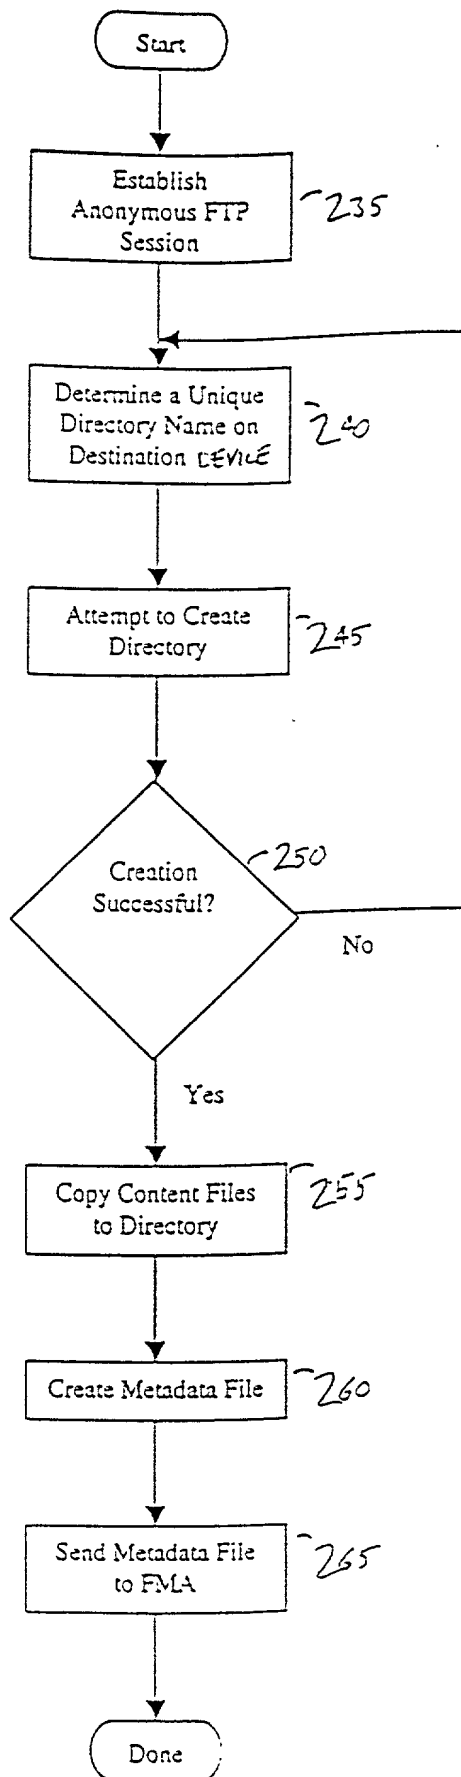 Start
Establish
Anonymous FTP
Session
235
Determine a Unique
Directory Name on
Destination DEVICE
240
Attempt to Create
Directory
245
Creation
Successful?
250
No
Yes
Copy Content Files
to Directory
255
Create Metadata File
260
Send Metadata File
to FMA
265
Done